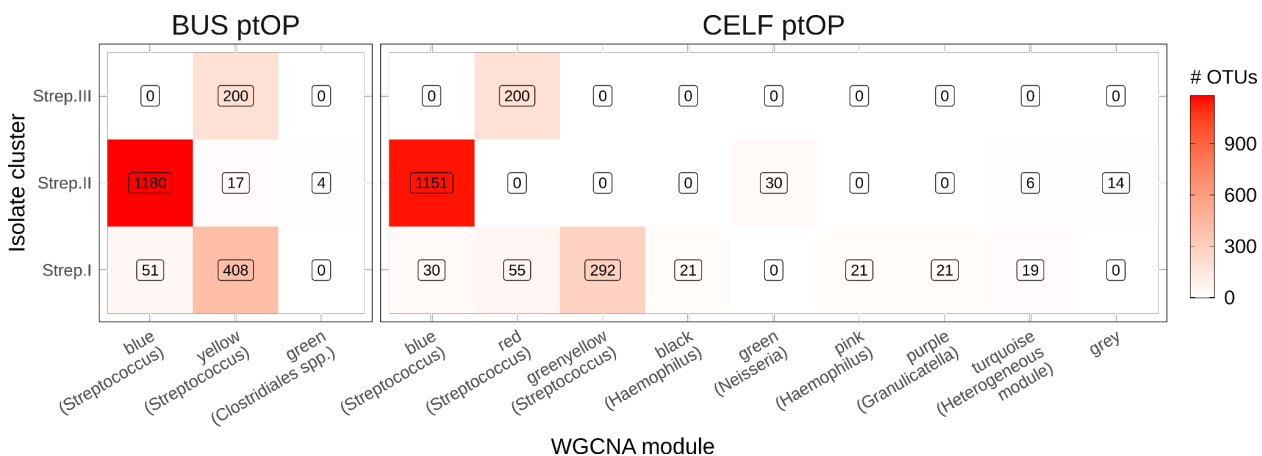 BUS ptOP
CELF ptOP
Isolate cluster
Strep.III
0
200
0
0
200
0
0
0
0
0
0
0
Strep.II
1180
17
4
1151
0
0
0
30
0
0
6
14
Strep.I
51
408
0
30
55
292
21
0
21
21
19
0
# OTUs
900
600
300
0
blue
(Streptococcus)
yellow
(Streptococcus)
green
(Clostridiales spp.)
blue
(Streptococcus)
red
(Streptococcus)
greenyellow
(Streptococcus)
black
(Haemophilus)
green
(Neisseria)
pink
(Haemophilus)
purple
(Granulicatella)
turquoise
(Heterogeneous
module)
grey
WGCNA module